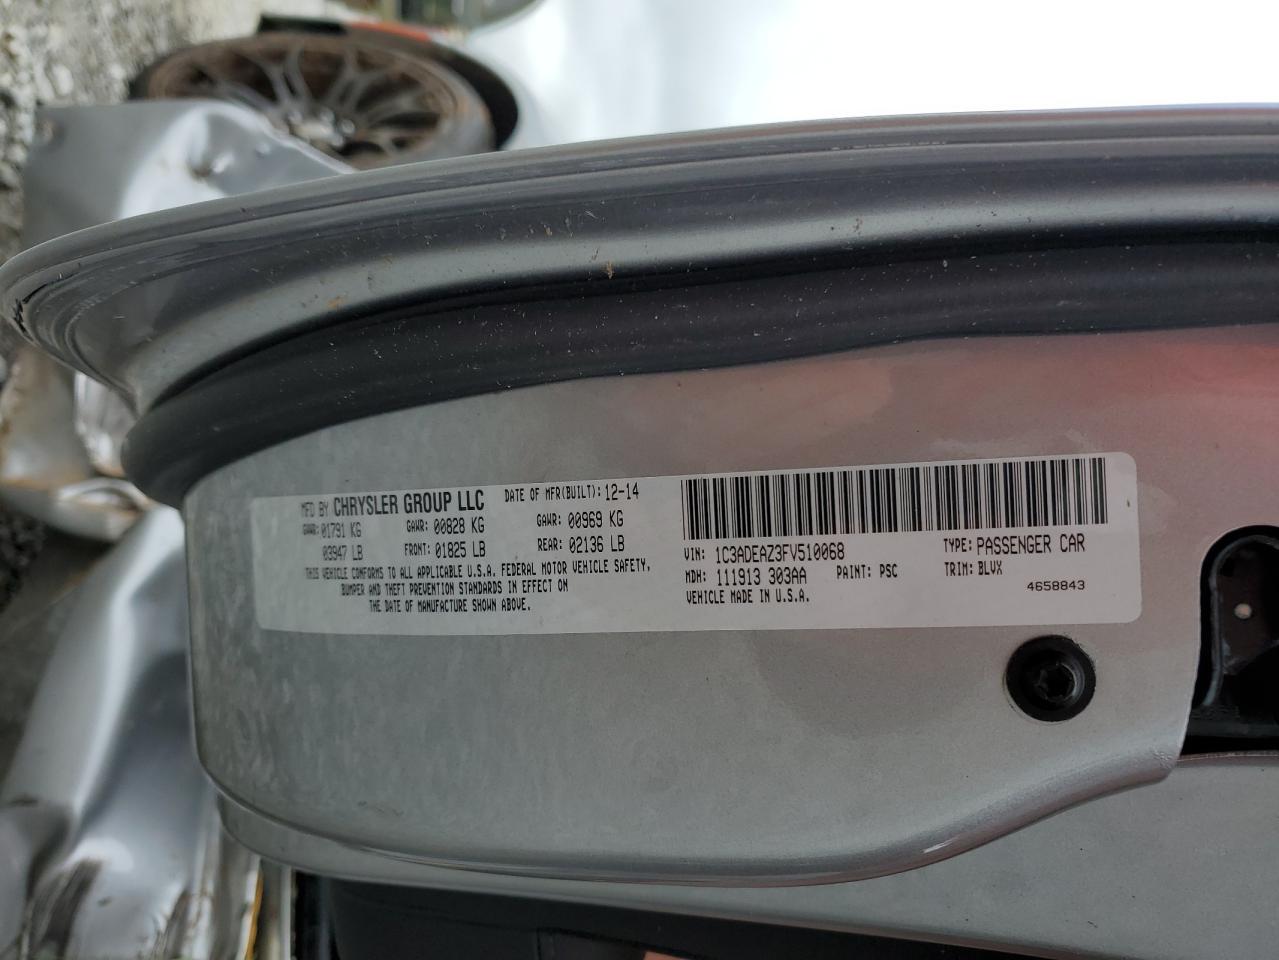 MFD BY CHRYSLER GROUP LLC DATE OF MFR(BUILT): 12-14
GVWR: 01791 KG GAWR: 00828 KG GAWR: 00969 KG
03947 LB FRONT: 01825 LB REAR: 02136 LB
THIS VEHICLE CONFORMS TO ALL APPLICABLE U.S.A. FEDERAL MOTOR VEHICLE SAFETY,
BUMPER AND THEFT PREVENTION STANDARDS IN EFFECT ON
THE DATE OF MANUFACTURE SHOWN ABOVE.
VIN: 1C3ADEAZ3FV510068 TYPE: PASSENGER CAR
MDH: 111913 303AA PAINT: PSC TRIM: BLVX
VEHICLE MADE IN U.S.A. 4658843